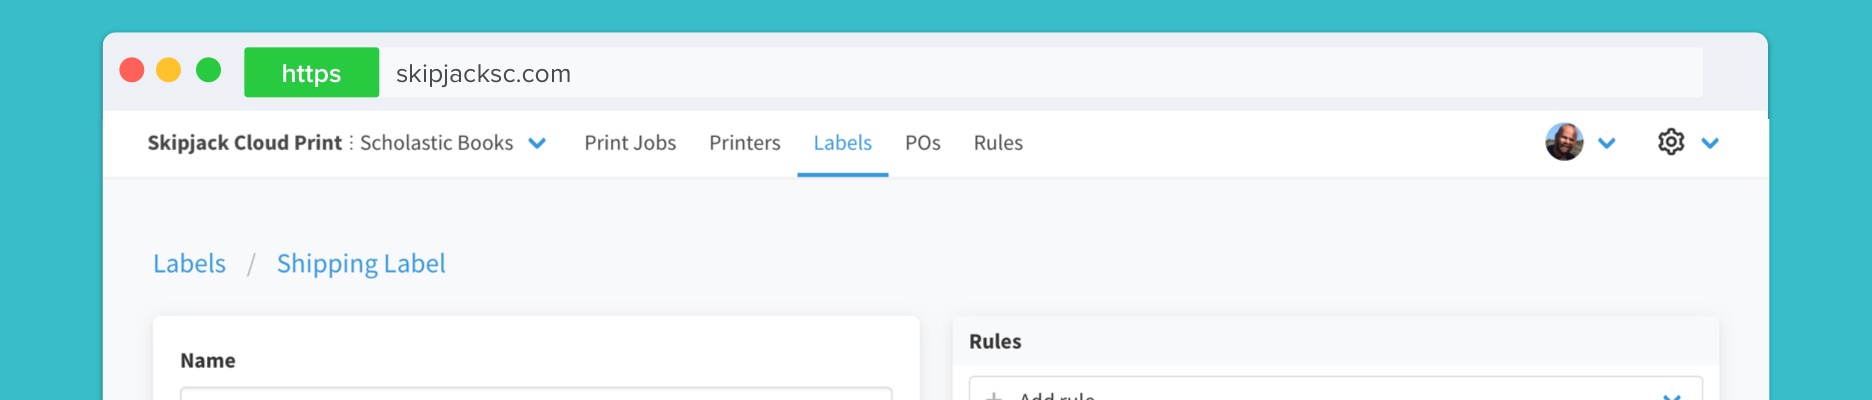 https skipjacksc.com
Skipjack Cloud Print ⋮ Scholastic Books Print Jobs Printers Labels POs Rules
Labels / Shipping Label
Name
Rules
+ Add rule